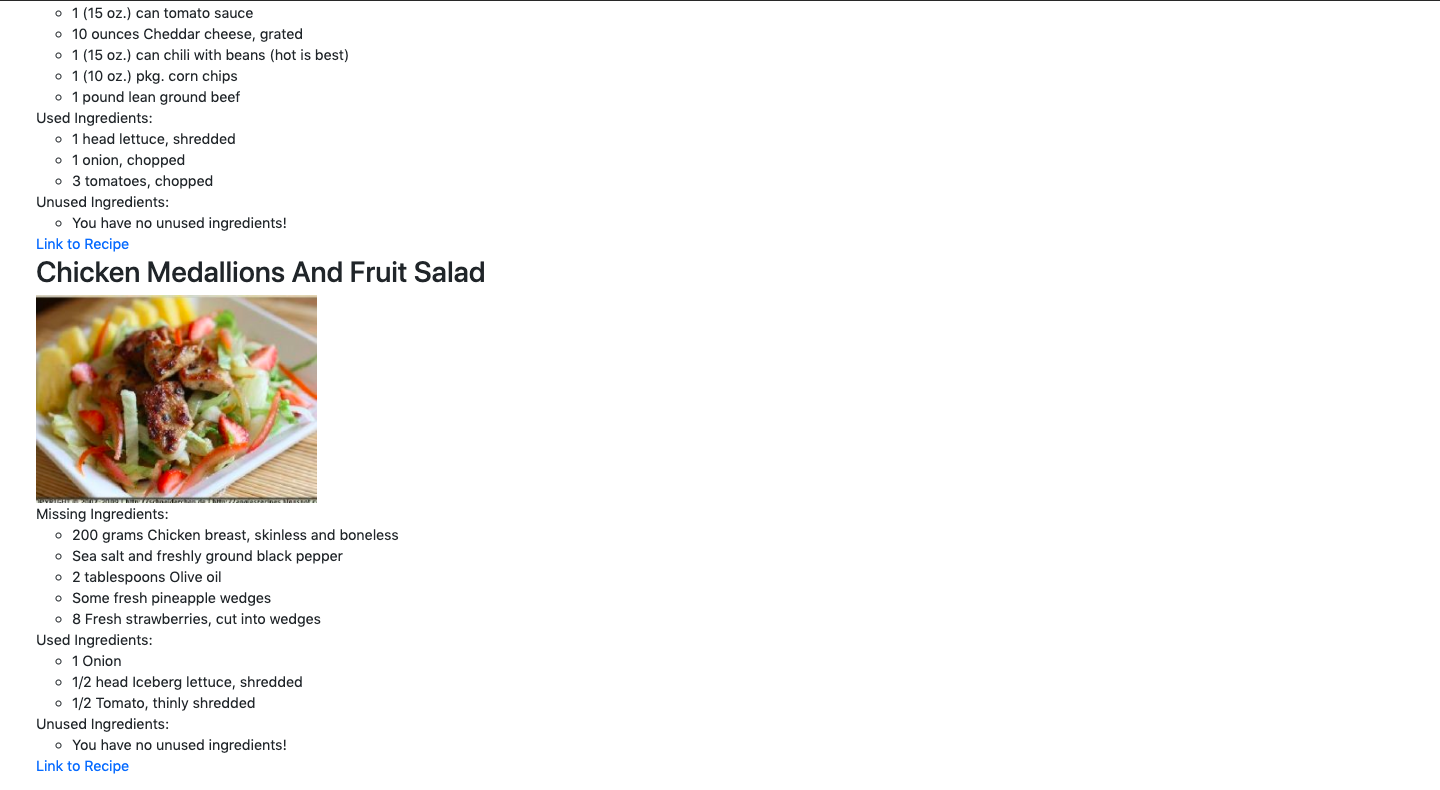 1 (15 oz.) can tomato sauce
10 ounces Cheddar cheese, grated
1 (15 oz.) can chili with beans (hot is best)
1 (10 oz.) pkg. corn chips
1 pound lean ground beef
Used Ingredients:
1 head lettuce, shredded
1 onion, chopped
3 tomatoes, chopped
Unused Ingredients:
You have no unused ingredients!
Link to Recipe
Chicken Medallions And Fruit Salad
Missing Ingredients:
200 grams Chicken breast, skinless and boneless
Sea salt and freshly ground black pepper
2 tablespoons Olive oil
Some fresh pineapple wedges
8 Fresh strawberries, cut into wedges
Used Ingredients:
1 Onion
1/2 head Iceberg lettuce, shredded
1/2 Tomato, thinly shredded
Unused Ingredients:
You have no unused ingredients!
Link to Recipe